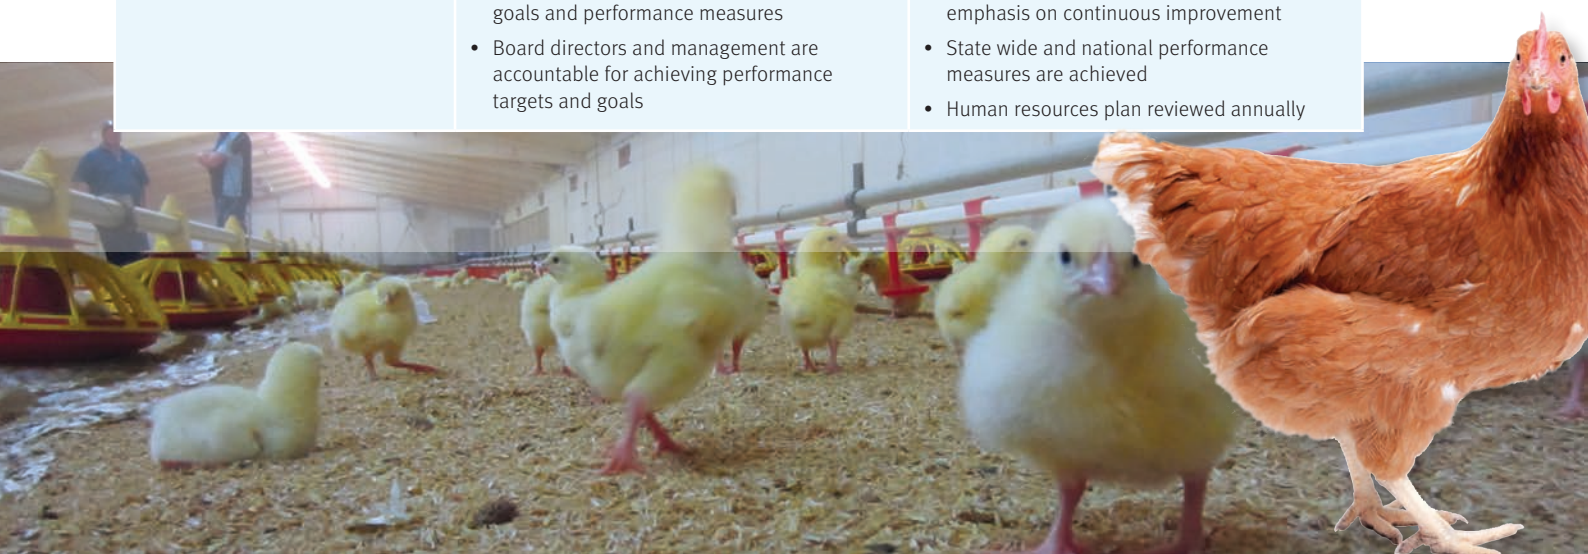 goals and performance measures
• Board directors and management are
accountable for achieving performance
targets and goals
emphasis on continuous improvement
• State wide and national performance
measures are achieved
• Human resources plan reviewed annually